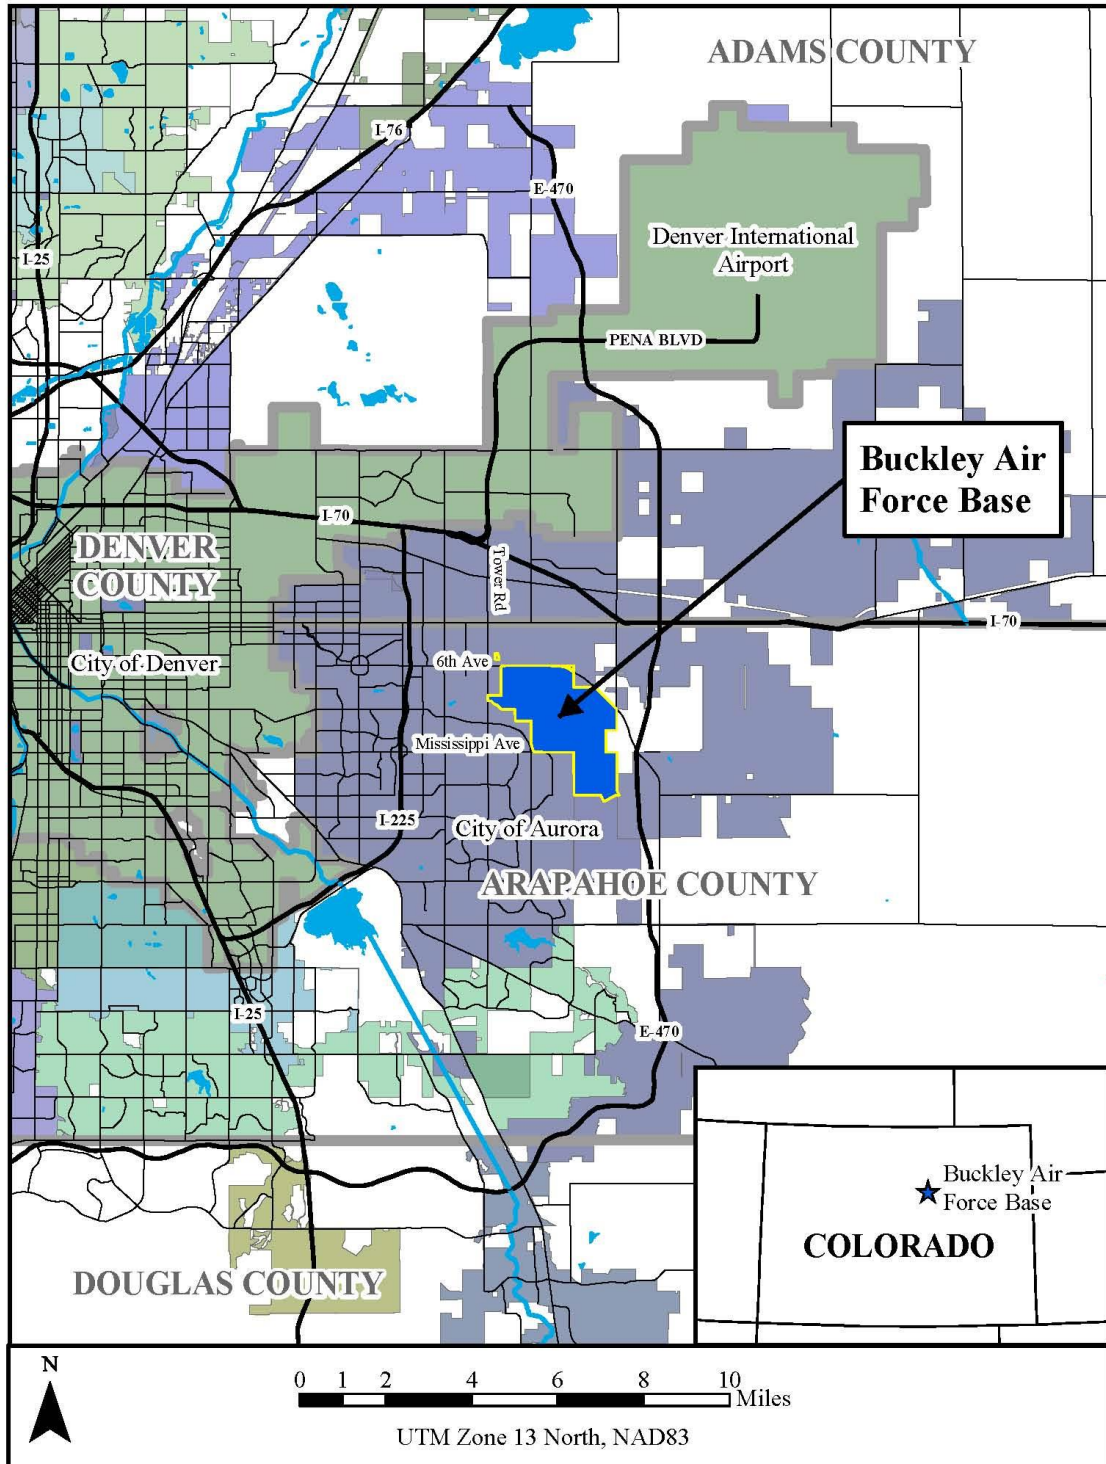 ADAMS COUNTY
I-76
E-470
Denver International
Airport
I-25
PENA BLVD
Buckley Air
Force Base
I-70
DENVER
COUNTY
Tower Rd
I-70
City of Denver
6th Ave
Mississippi Ave
I-225
City of Aurora
ARAPAHOE COUNTY
I-25
E-470
Buckley Air
Force Base
COLORADO
DOUGLAS COUNTY
N
0 1 2 4 6 8 10
Miles
UTM Zone 13 North, NAD83